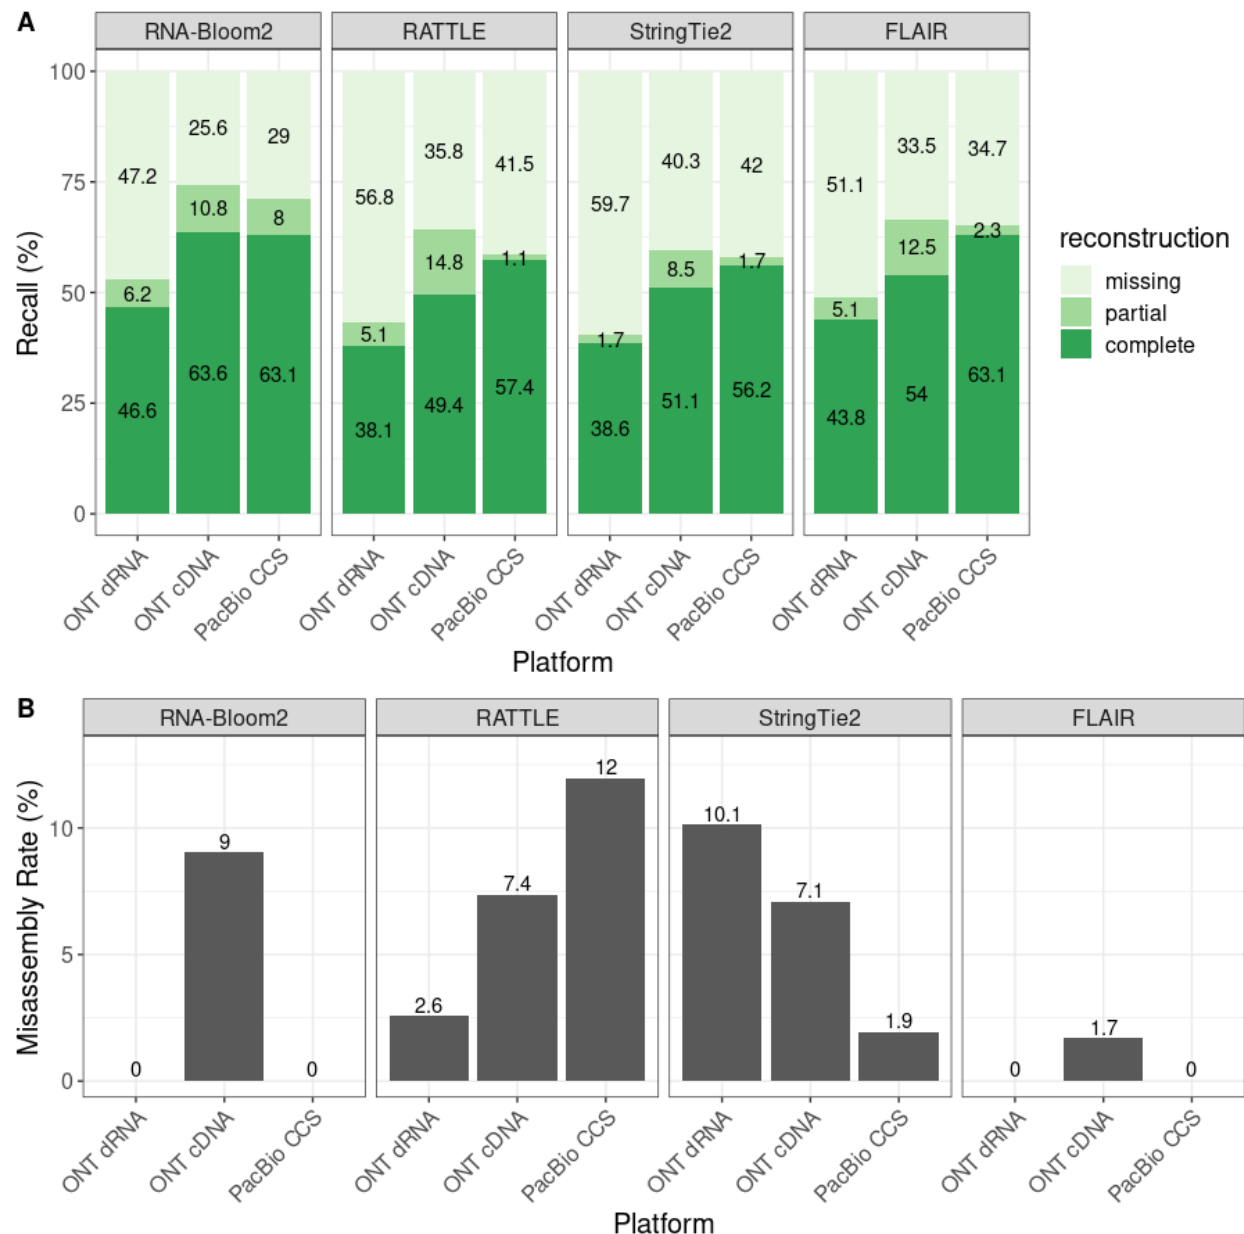 A
RNA-Bloom2 RATTLE StringTie2 FLAIR
Recall (%)
100
75
50
25
0
47.2 25.6 29 56.8 35.8 41.5 59.7 40.3 42 51.1 33.5 34.7
6.2 10.8 8 5.1 14.8 1.1 1.7 8.5 1.7 5.1 12.5 2.3
46.6 63.6 63.1 38.1 49.4 57.4 38.6 51.1 56.2 43.8 54 63.1
reconstruction
missing
partial
complete
ONT dRNA ONT cDNA PacBio CCS ONT dRNA ONT cDNA PacBio CCS ONT dRNA ONT cDNA PacBio CCS ONT dRNA ONT cDNA PacBio CCS
Platform
B
RNA-Bloom2 RATTLE StringTie2 FLAIR
Misassembly Rate (%)
10
5
0
0 9 0 2.6 7.4 12 10.1 7.1 1.9 0 1.7 0
ONT dRNA ONT cDNA PacBio CCS ONT dRNA ONT cDNA PacBio CCS ONT dRNA ONT cDNA PacBio CCS ONT dRNA ONT cDNA PacBio CCS
Platform